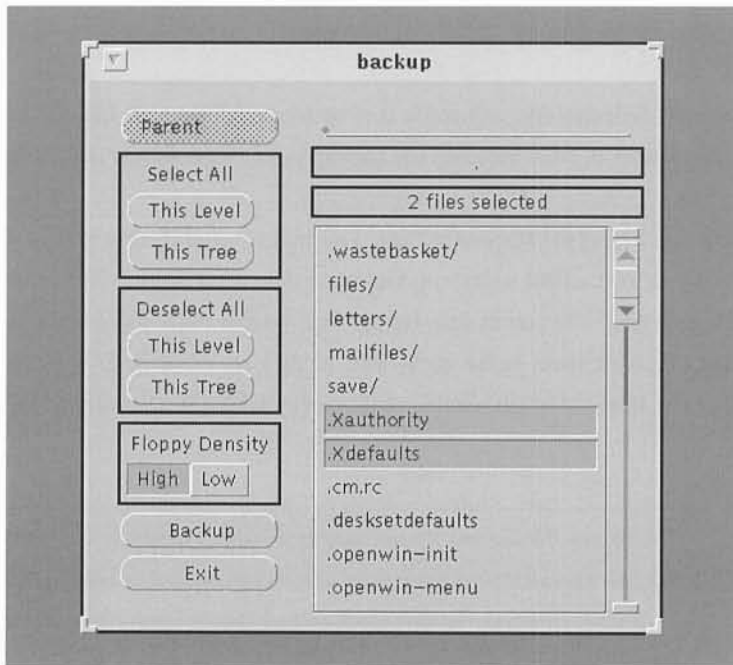 backup
Parent
Select All
This Level
This Tree
Deselect All
This Level
This Tree
Floppy Density
High Low
Backup
Exit
.
2 files selected
.wastebasket/
files/
letters/
mailfiles/
save/
.Xauthority
.Xdefaults
.cm.rc
.desksetdefaults
.openwin-init
.openwin-menu